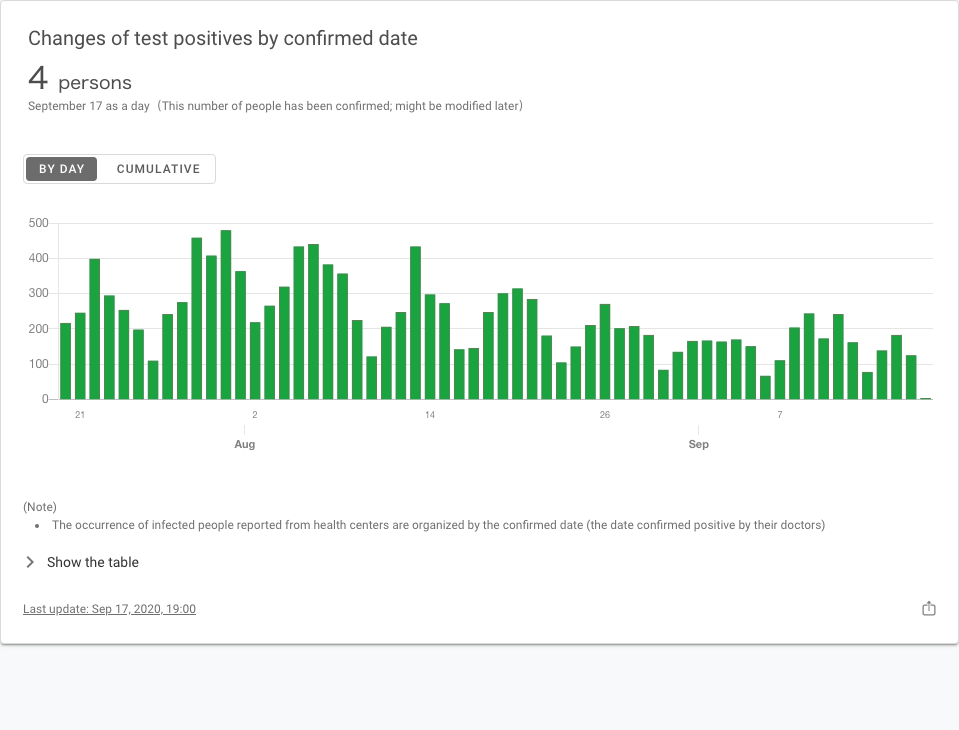 Changes of test positives by confirmed date
4 persons
September 17 as a day（This number of people has been confirmed; might be modified later）
BY DAY CUMULATIVE
500
400
300
200
100
0
21 2 14 26 7
Aug Sep
(Note)
• The occurrence of infected people reported from health centers are organized by the confirmed date (the date confirmed positive by their doctors)
Show the table
Last update: Sep 17, 2020, 19:00